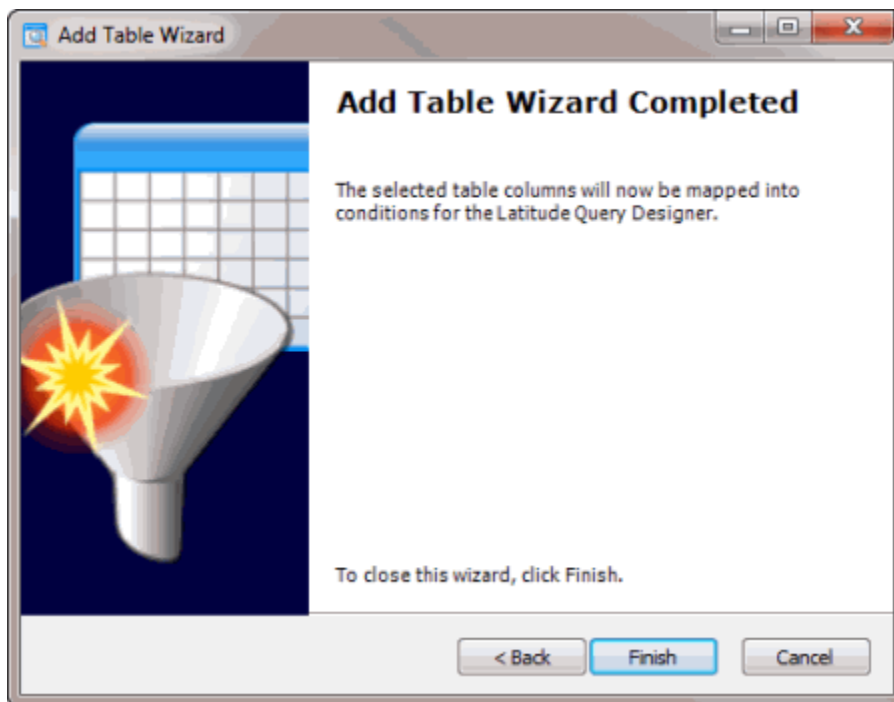 Add Table Wizard
Add Table Wizard Completed
The selected table columns will now be mapped into
conditions for the Latitude Query Designer.
To close this wizard, click Finish.
< Back
Finish
Cancel